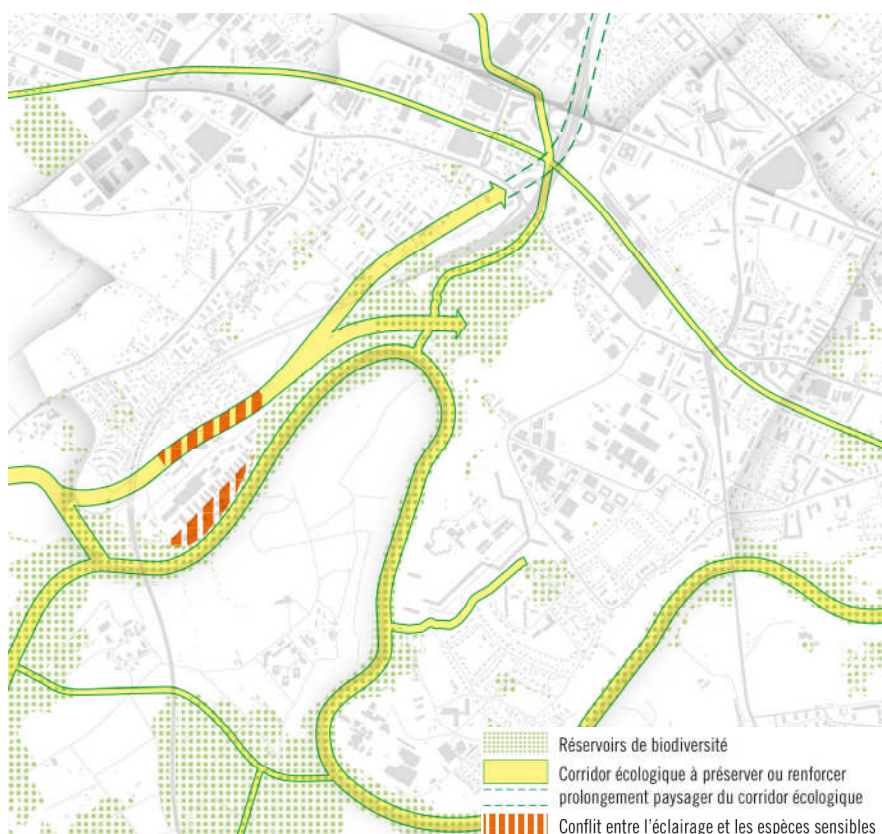 Réservoirs de biodiversité
Corridor écologique à préserver ou renforcer
prolongement paysager du corridor écologique
Conflit entre l'éclairage et les espèces sensibles